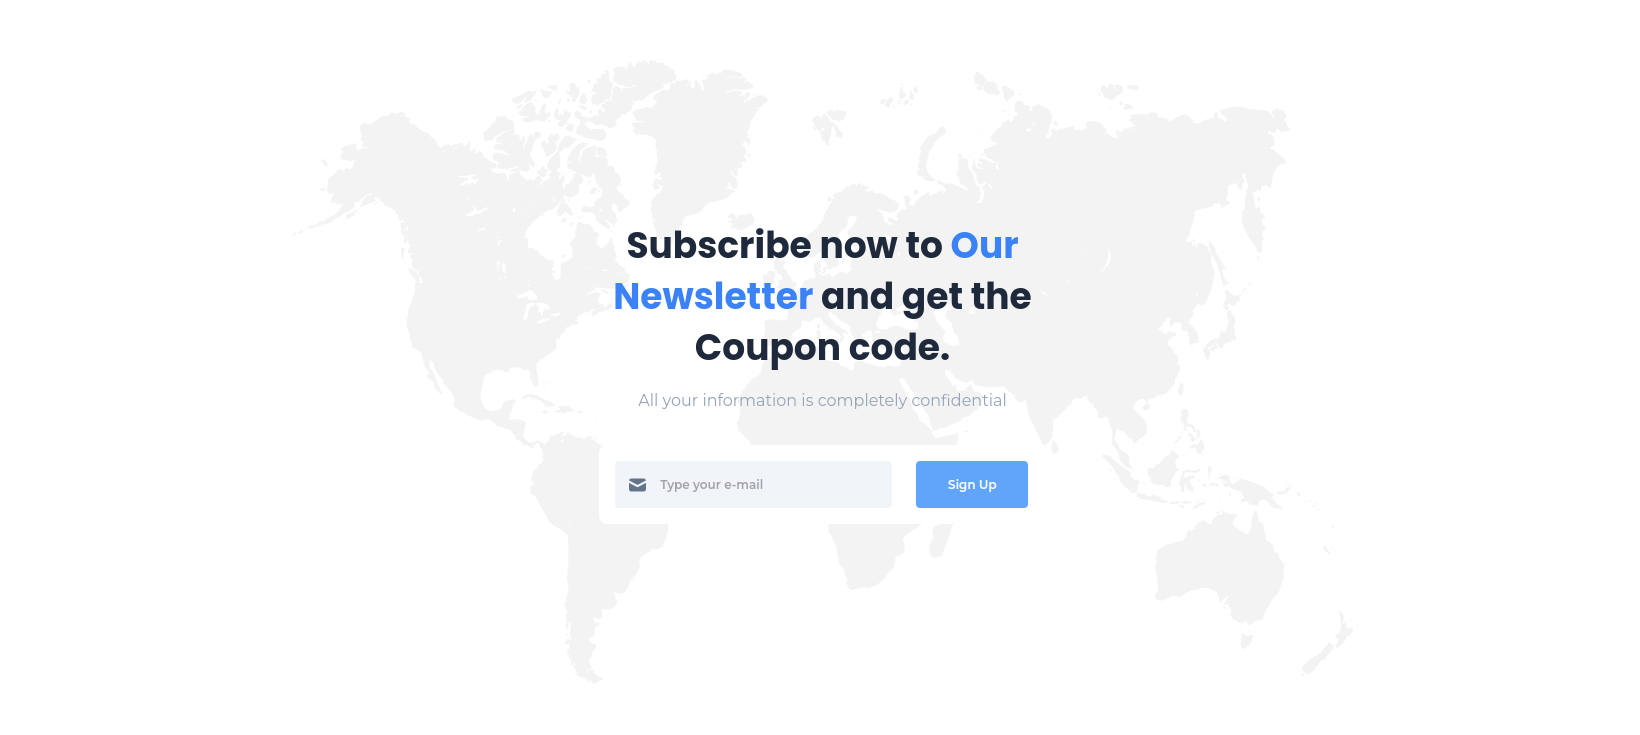 Subscribe now to Our
Newsletter and get the
Coupon code.
All your information is completely confidential
Type your e-mail
Sign Up